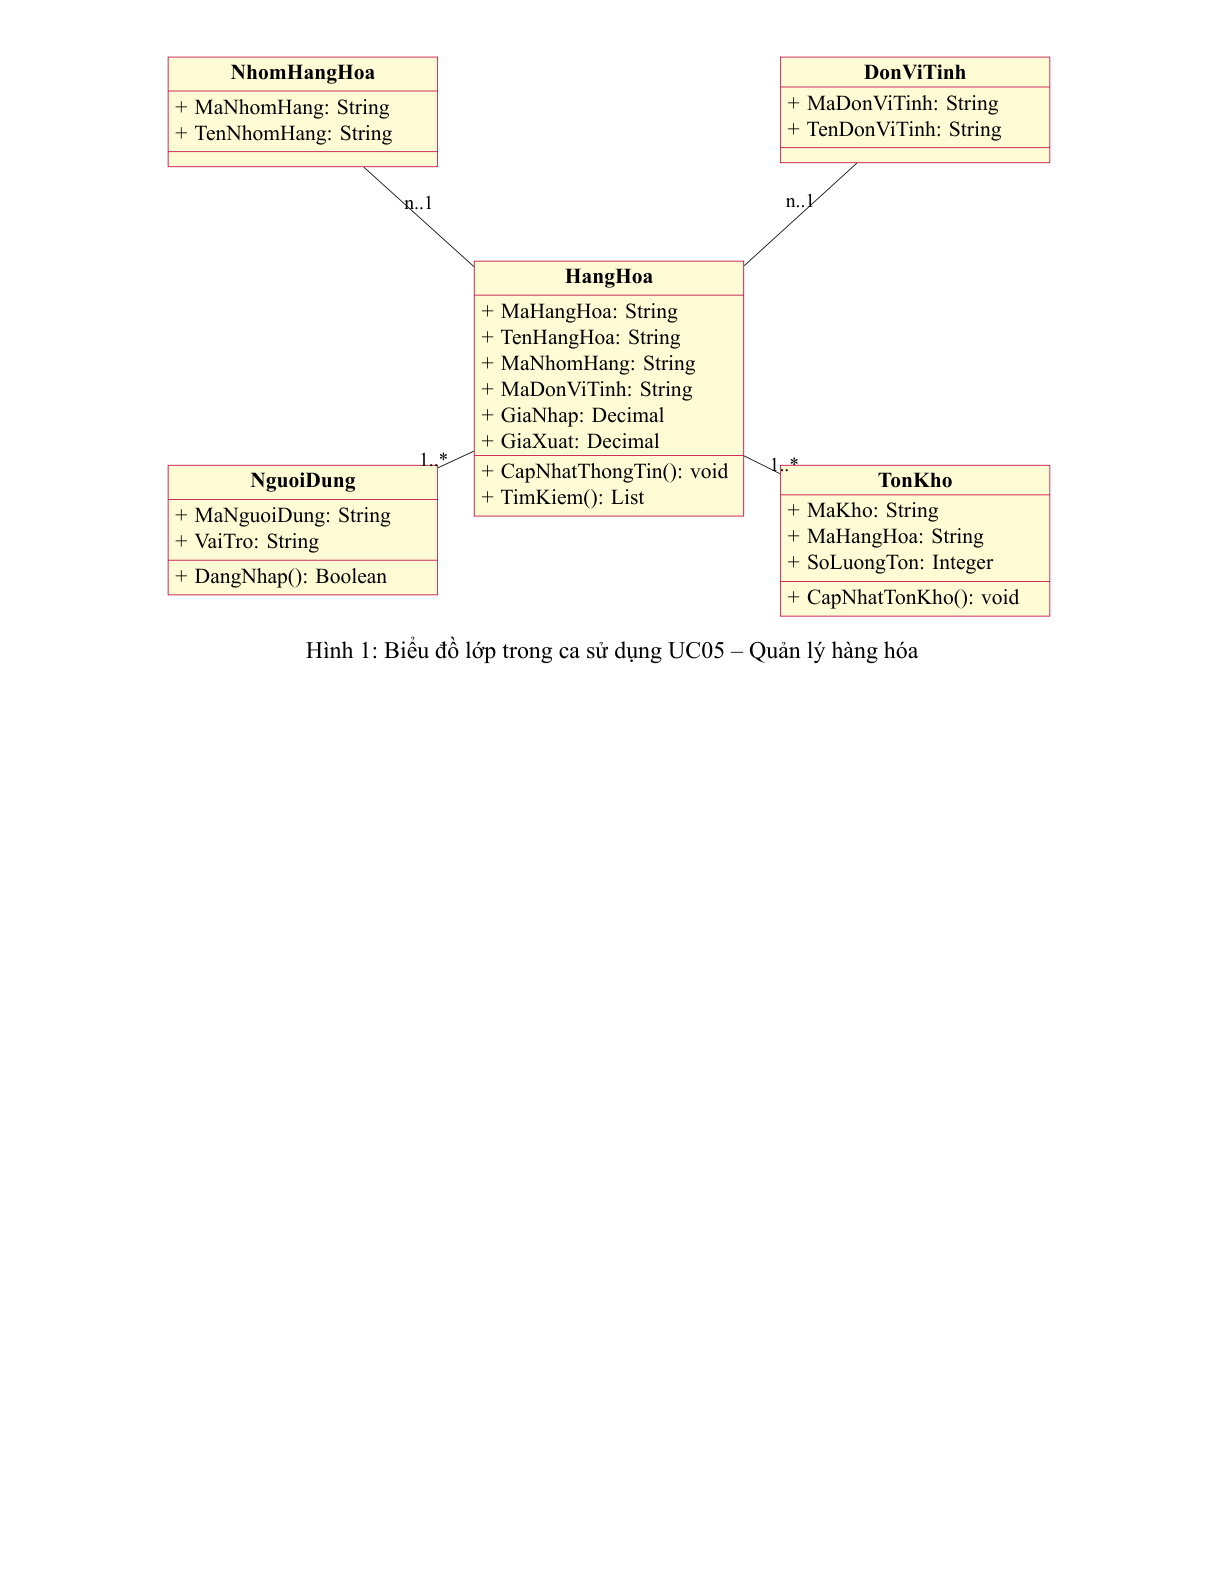 NhomHangHoa
+ MaNhomHang: String
+ TenNhomHang: String
DonViTinh
+ MaDonViTinh: String
+ TenDonViTinh: String
n..1
n..1
HangHoa
+ MaHangHoa: String
+ TenHangHoa: String
+ MaNhomHang: String
+ MaDonViTinh: String
+ GiaNhap: Decimal
+ GiaXuat: Decimal
+ CapNhatThongTin(): void
+ TimKiem(): List
1..*
1..*
NguoiDung
+ MaNguoiDung: String
+ VaiTro: String
+ DangNhap(): Boolean
TonKho
+ MaKho: String
+ MaHangHoa: String
+ SoLuongTon: Integer
+ CapNhatTonKho(): void
Hình 1: Biểu đồ lớp trong ca sử dụng UC05 – Quản lý hàng hóa